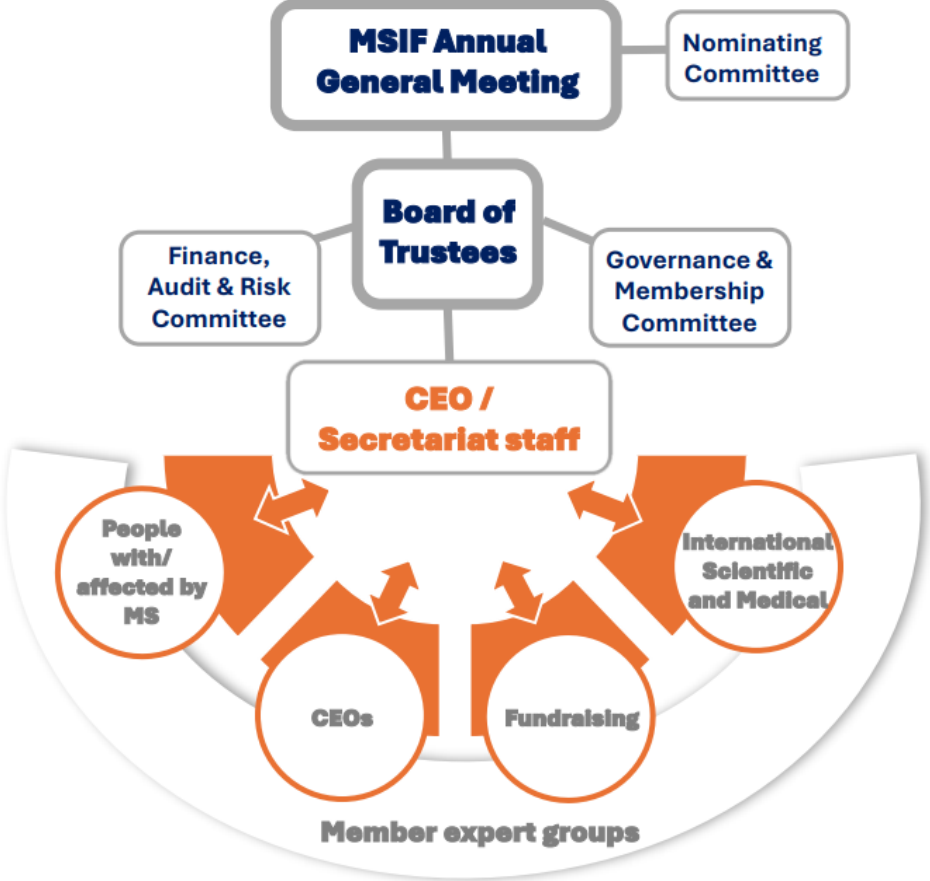 MSIF Annual
General Meeting
Nominating
Committee
Board of
Trustees
Finance,
Audit & Risk
Committee
Governance &
Membership
Committee
CEO /
Secretariat staff
People
with/
affected by
MS
International
Scientific
and Medical
CEOs
Fundraising
Member expert groups